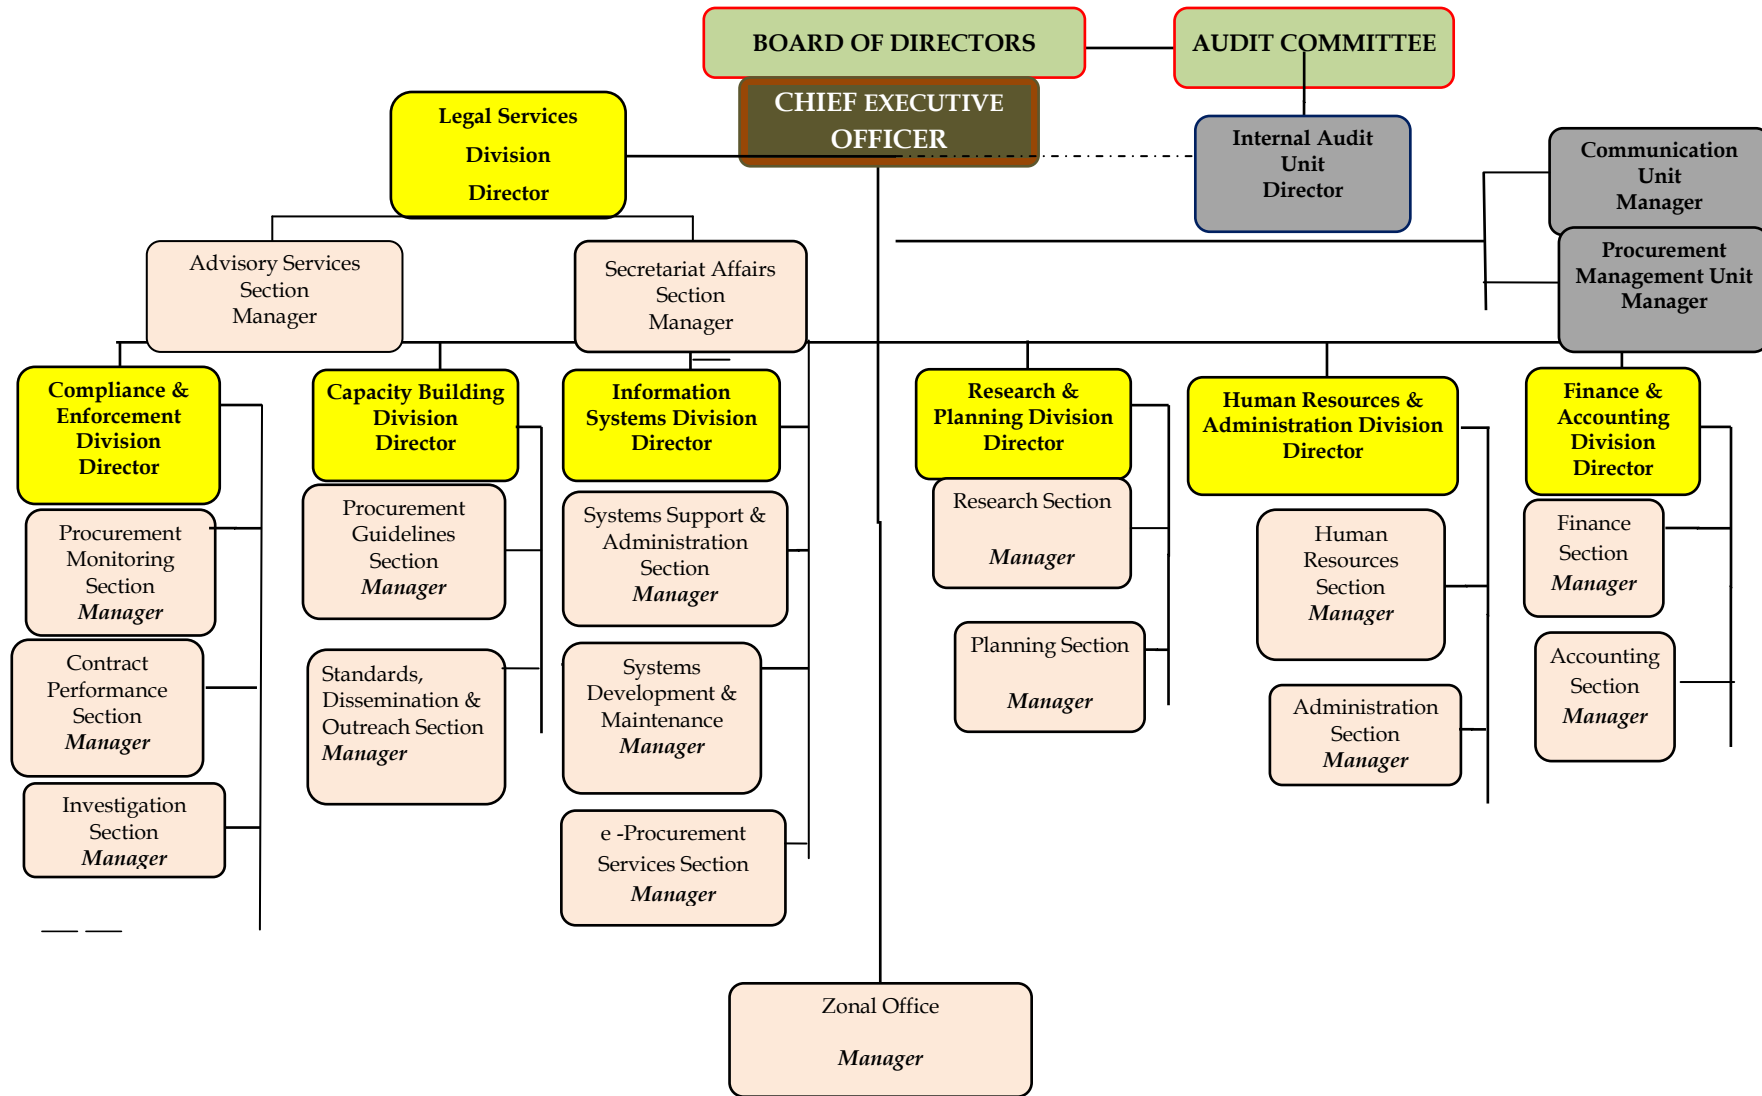 BOARD OF DIRECTORS
AUDIT COMMITTEE
CHIEF EXECUTIVE
OFFICER
Legal Services
Division
Director
Internal Audit
Unit
Director
Communication
Unit
Manager
Procurement
Management Unit
Manager
Advisory Services
Section
Manager
Secretariat Affairs
Section
Manager
Compliance &
Enforcement
Division
Director
Procurement
Monitoring
Section
Manager
Contract
Performance
Section
Manager
Investigation
Section
Manager
Capacity Building
Division
Director
Procurement
Guidelines
Section
Manager
Standards,
Dissemination &
Outreach Section
Manager
Information
Systems Division
Director
Systems Support &
Administration
Section
Manager
Systems
Development &
Maintenance
Manager
e -Procurement
Services Section
Manager
Research &
Planning Division
Director
Research Section
Manager
Planning Section
Manager
Human Resources &
Administration Division
Director
Human
Resources
Section
Manager
Administration
Section
Manager
Finance &
Accounting
Division
Director
Finance
Section
Manager
Accounting
Section
Manager
Zonal Office
Manager